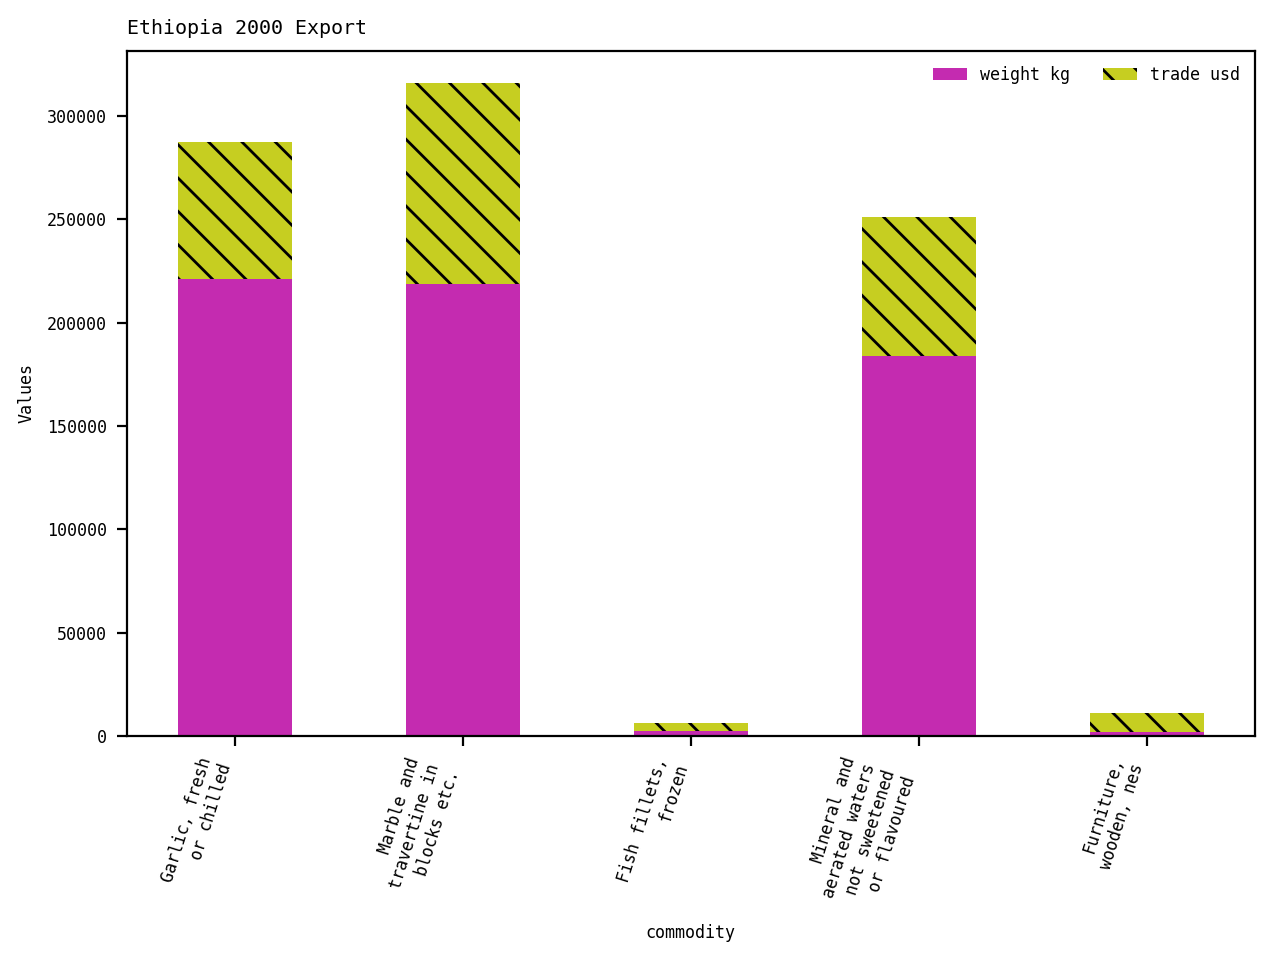 Ethiopia 2000 Export
weight kg
trade usd
300000
250000
200000
150000
100000
50000
0
Values
Garlic, fresh
or chilled
Marble and
travertine in
blocks etc.
Fish fillets,
frozen
Mineral and
aerated waters
not sweetened
or flavoured
Furniture,
wooden, nes
commodity